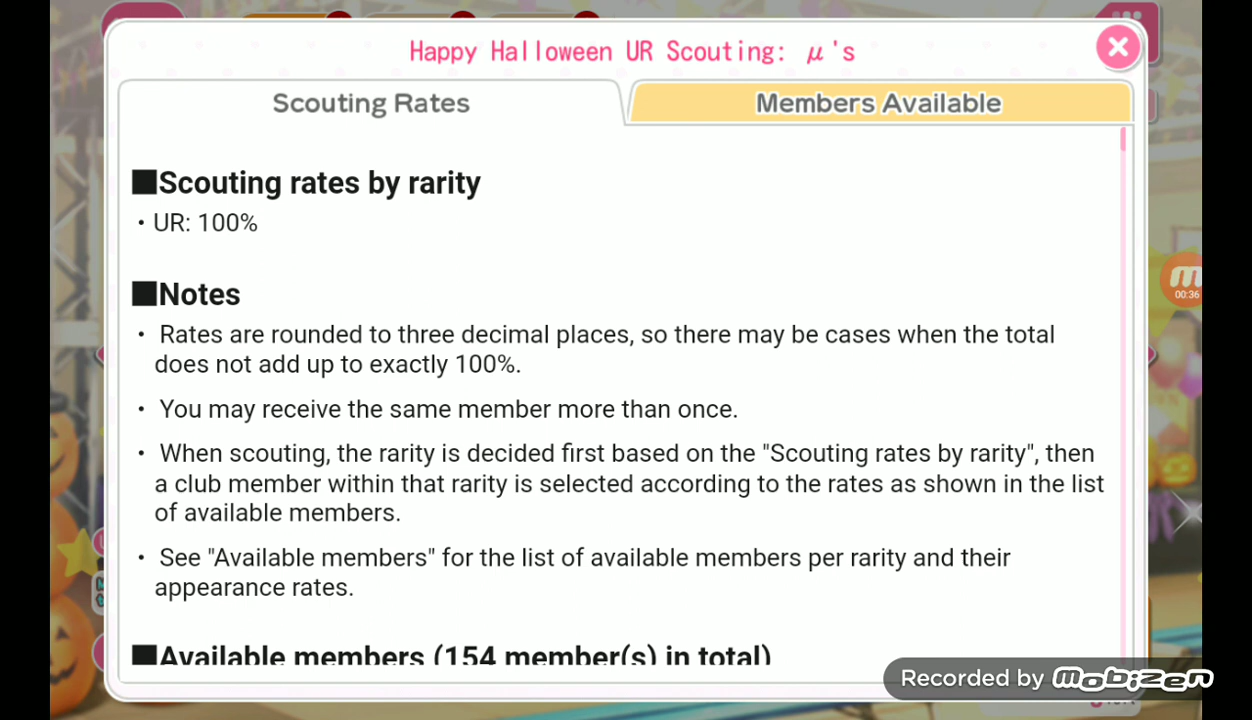 Happy Halloween UR Scouting: μ's
Scouting Rates
Members Available
■Scouting rates by rarity
・UR: 100%
■Notes
・ Rates are rounded to three decimal places, so there may be cases when the total
does not add up to exactly 100%.
・ You may receive the same member more than once.
・ When scouting, the rarity is decided first based on the "Scouting rates by rarity", then
a club member within that rarity is selected according to the rates as shown in the list
of available members.
・ See "Available members" for the list of available members per rarity and their
appearance rates.
■Available members (154 member(s) in total)
00:36
Recorded by mobizen